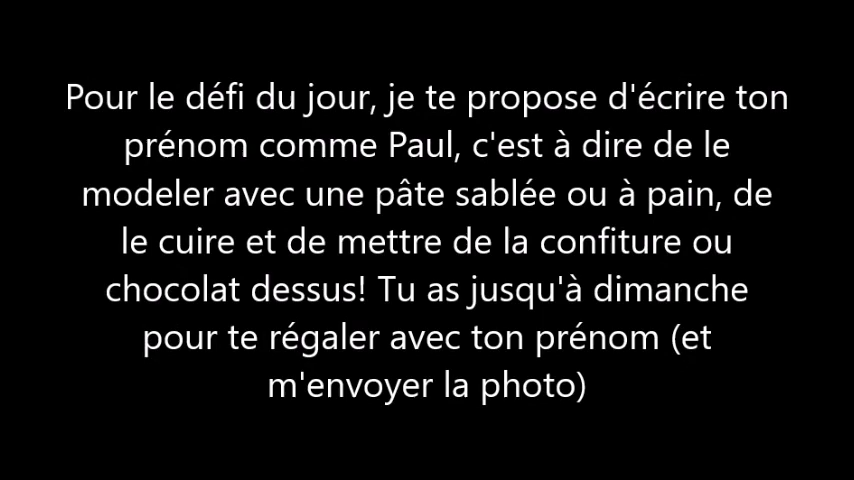 Pour le défi du jour, je te propose d'écrire ton
prénom comme Paul, c'est à dire de le
modeler avec une pâte sablée ou à pain, de
le cuire et de mettre de la confiture ou
chocolat dessus! Tu as jusqu'à dimanche
pour te régaler avec ton prénom (et
m'envoyer la photo)